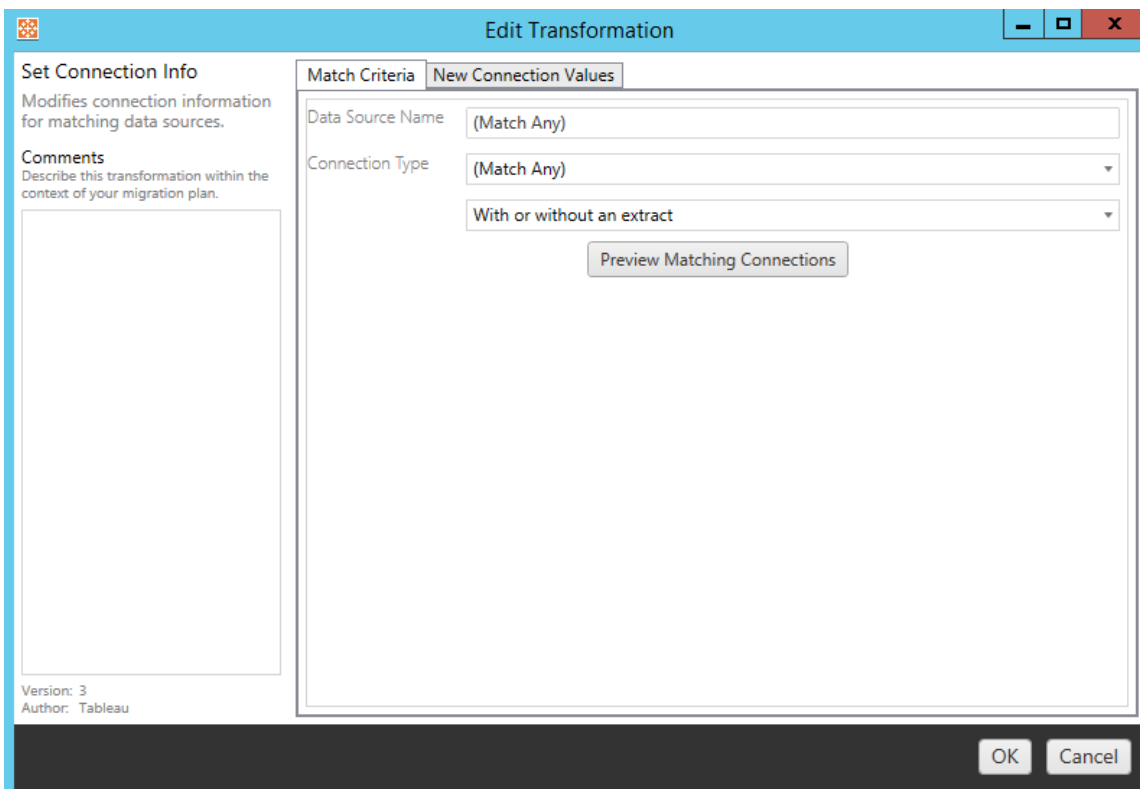 Edit Transformation
Set Connection Info
Modifies connection information
for matching data sources.
Comments
Describe this transformation within the
context of your migration plan.
Version: 3
Author: Tableau
Match Criteria
New Connection Values
Data Source Name
(Match Any)
Connection Type
(Match Any)
With or without an extract
Preview Matching Connections
OK
Cancel